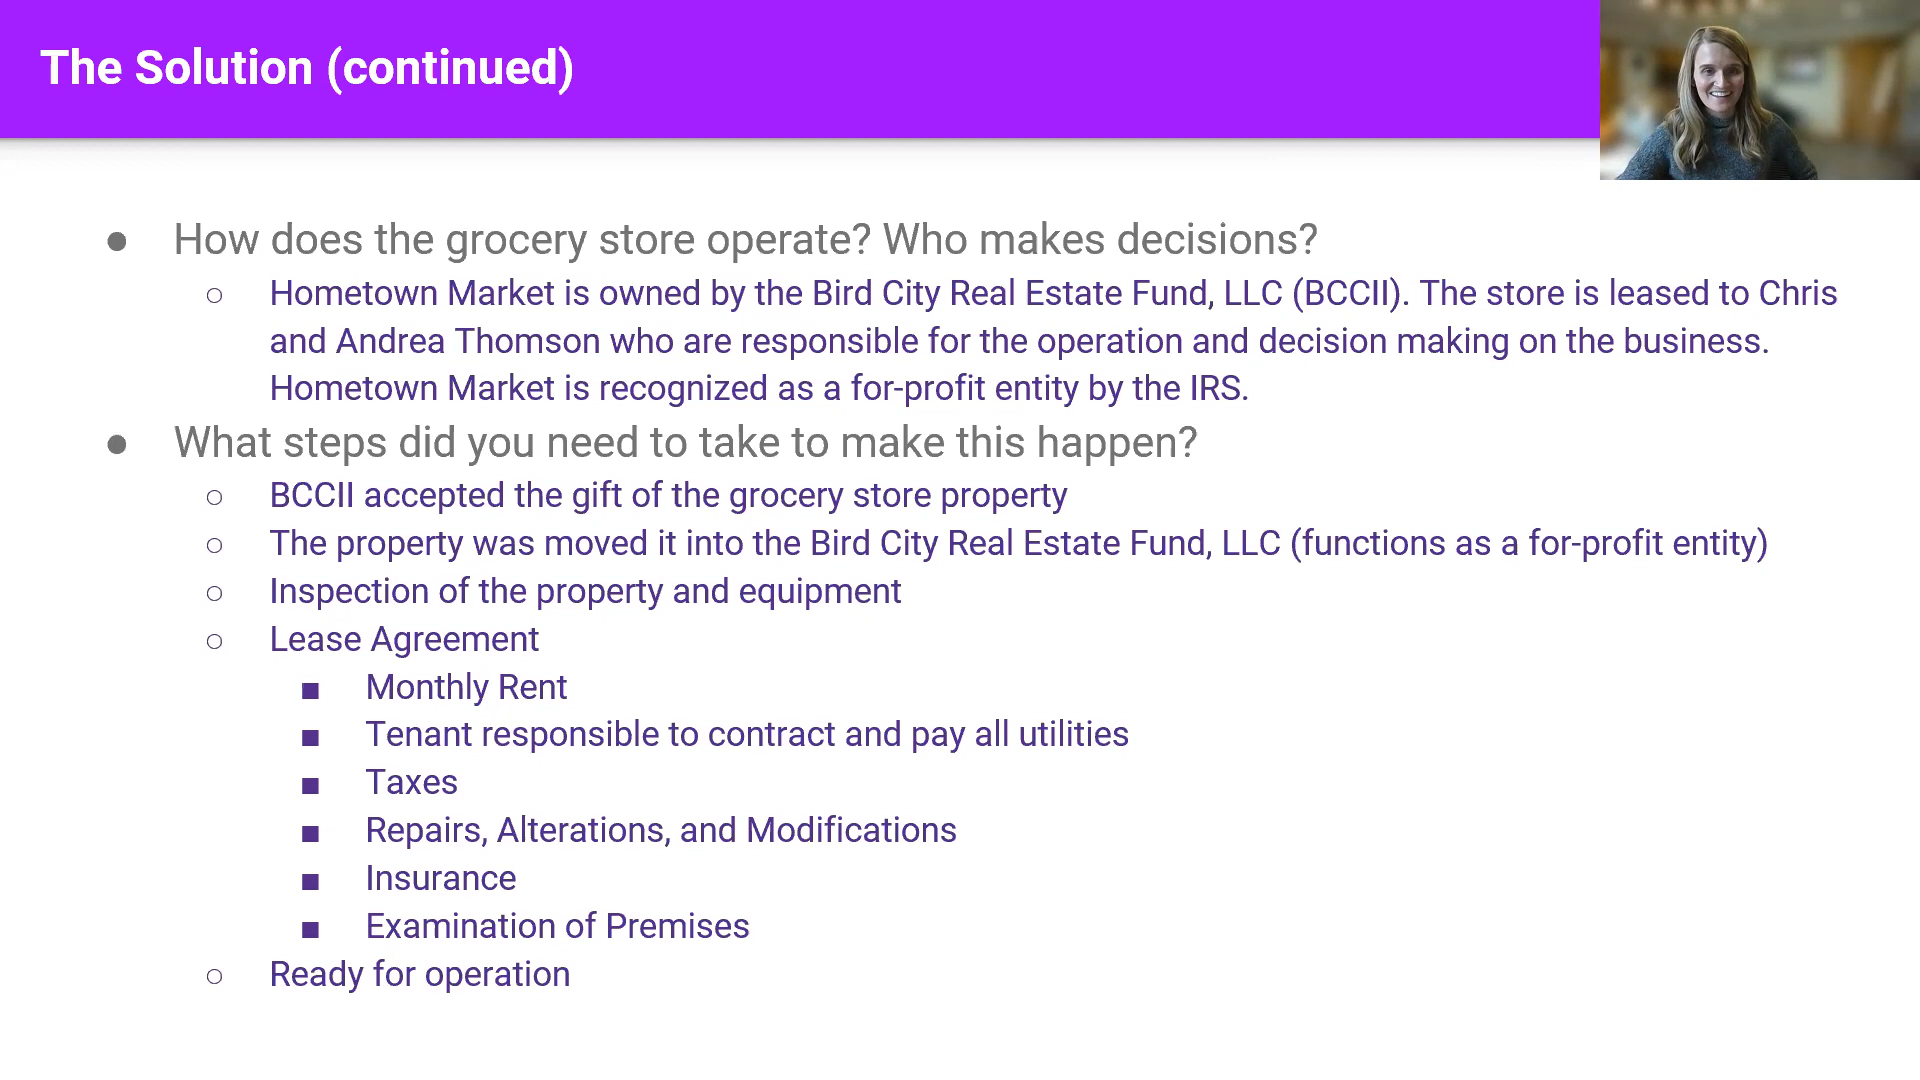 The Solution (continued)
● How does the grocery store operate? Who makes decisions?
○ Hometown Market is owned by the Bird City Real Estate Fund, LLC (BCCII). The store is leased to Chris
and Andrea Thomson who are responsible for the operation and decision making on the business.
Hometown Market is recognized as a for-profit entity by the IRS.
● What steps did you need to take to make this happen?
○ BCCII accepted the gift of the grocery store property
○ The property was moved it into the Bird City Real Estate Fund, LLC (functions as a for-profit entity)
○ Inspection of the property and equipment
○ Lease Agreement
■ Monthly Rent
■ Tenant responsible to contract and pay all utilities
■ Taxes
■ Repairs, Alterations, and Modifications
■ Insurance
■ Examination of Premises
○ Ready for operation